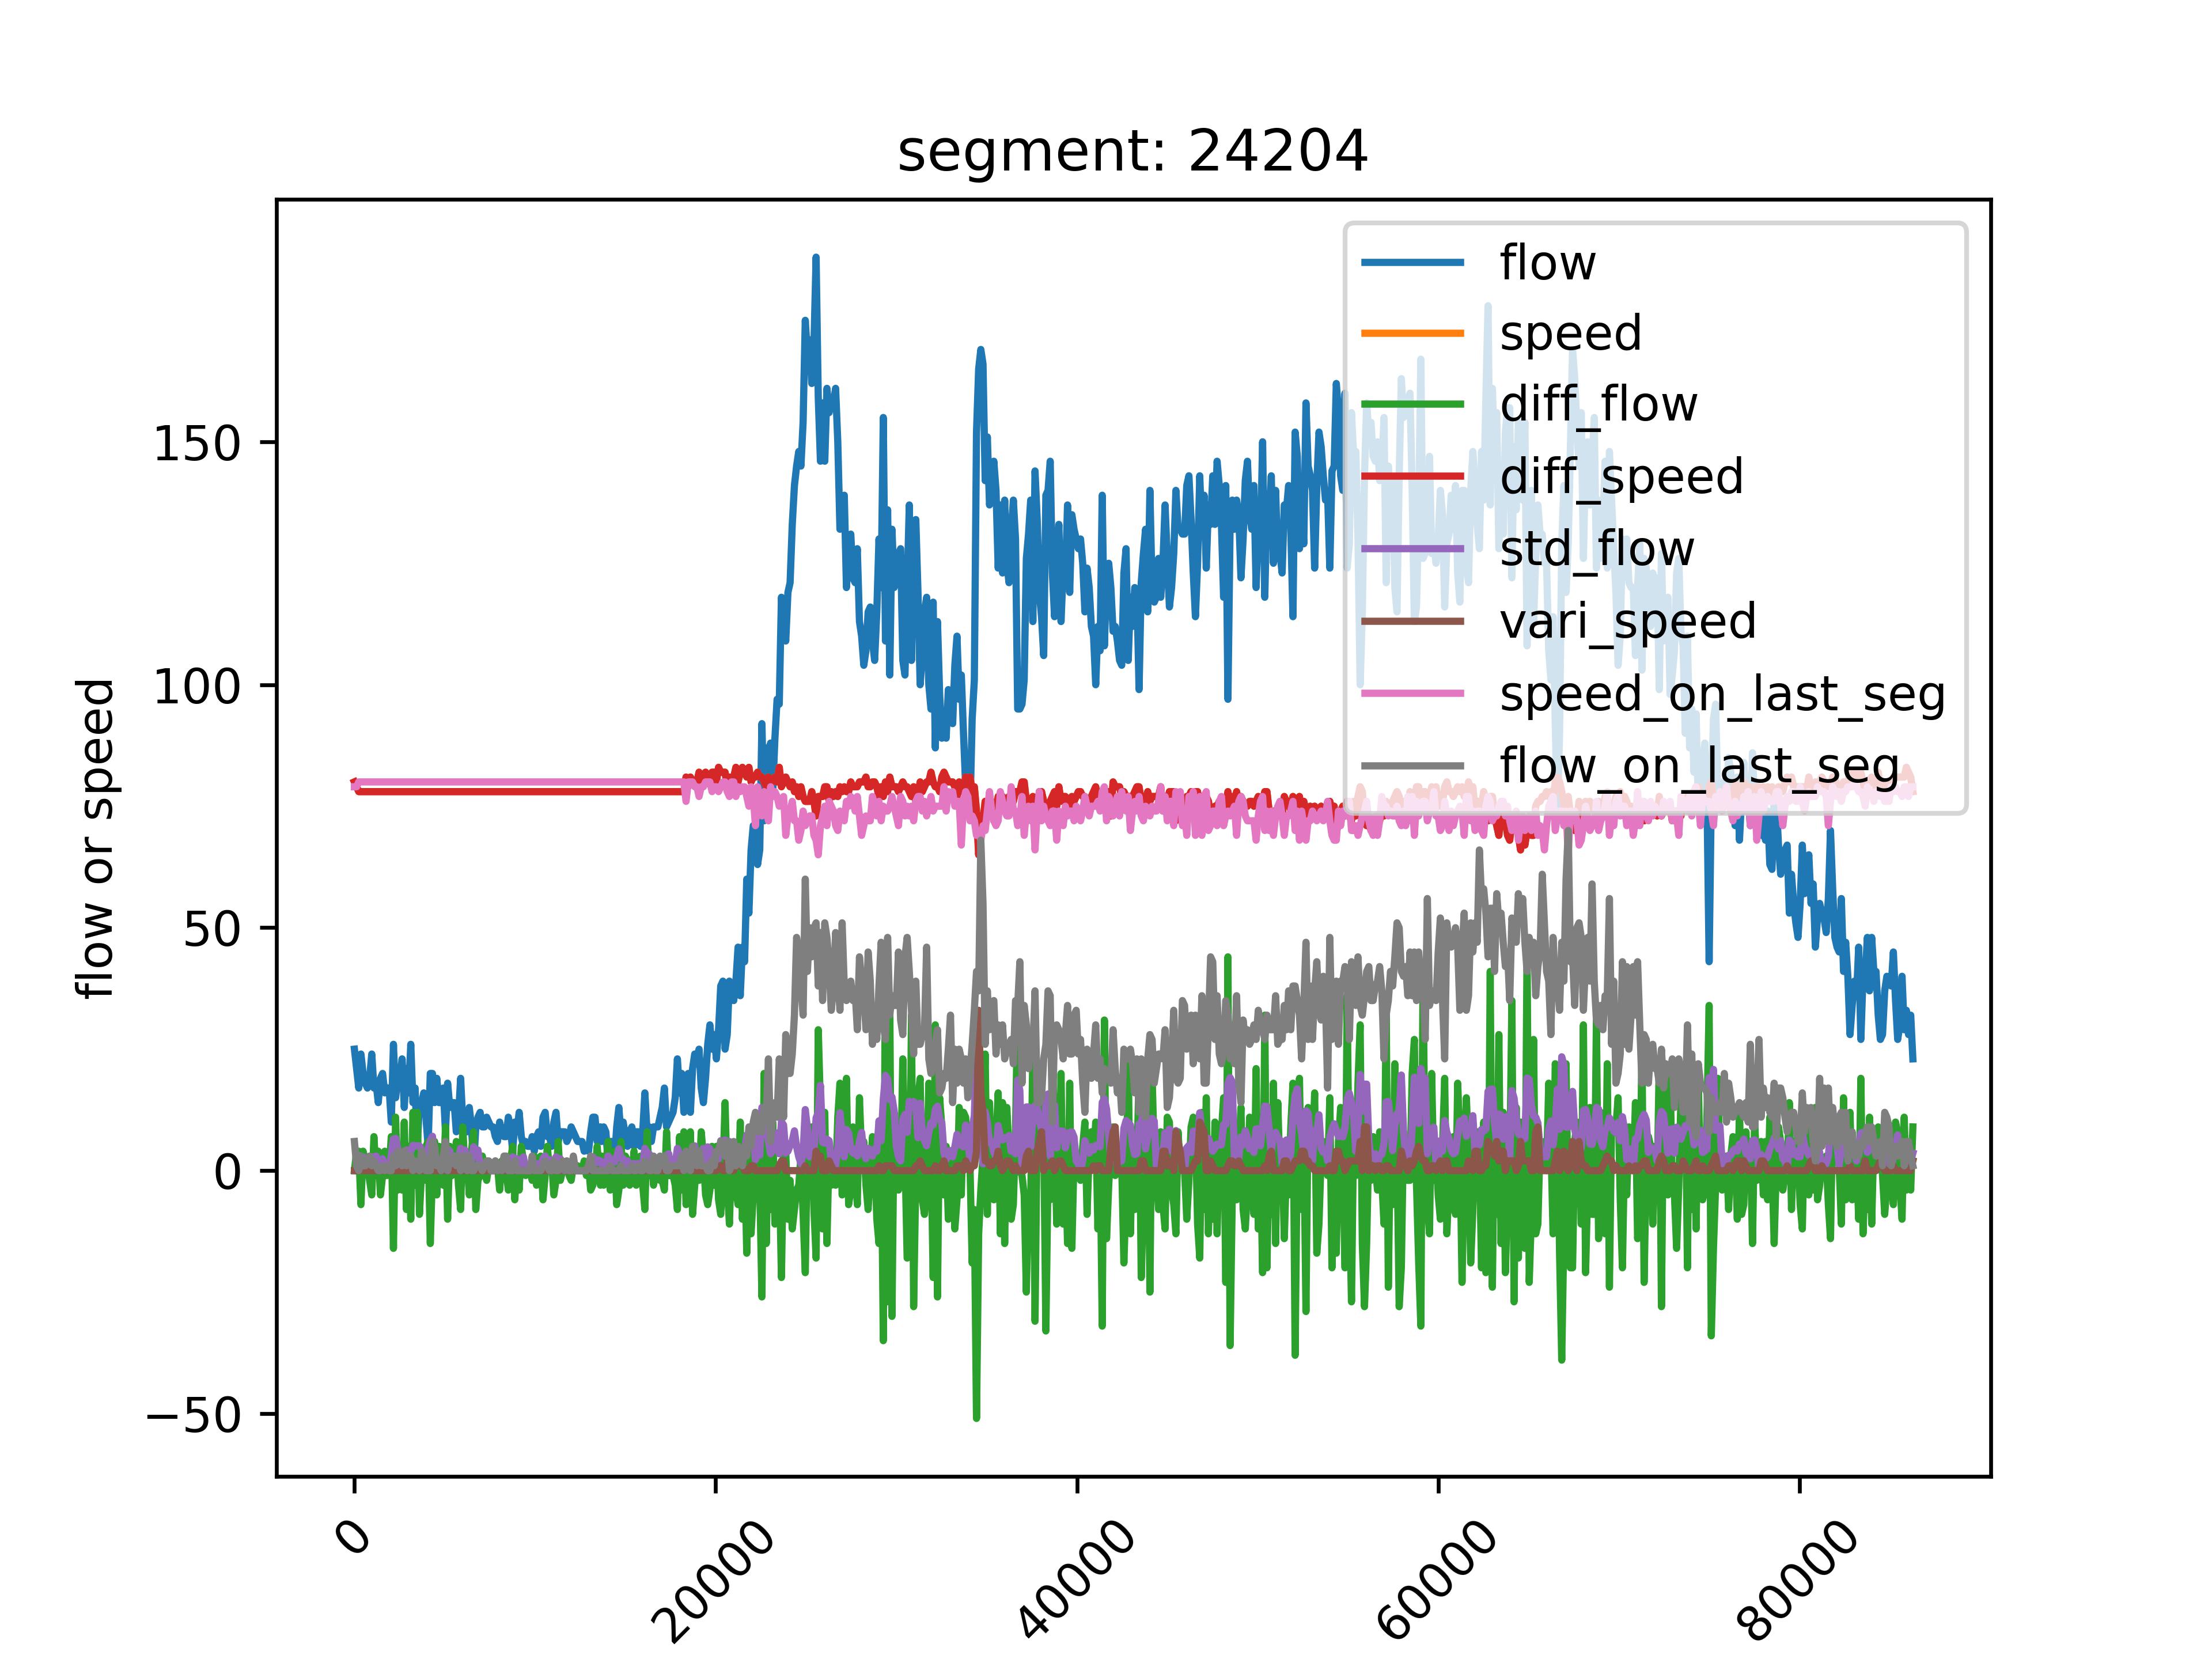 segment: 24204
flow
speed
diff_flow
diff_speed
std_flow
vari_speed
speed_on_last_seg
flow_on_last_seg
flow or speed
150
100
50
0
−50
0
20000
40000
60000
80000